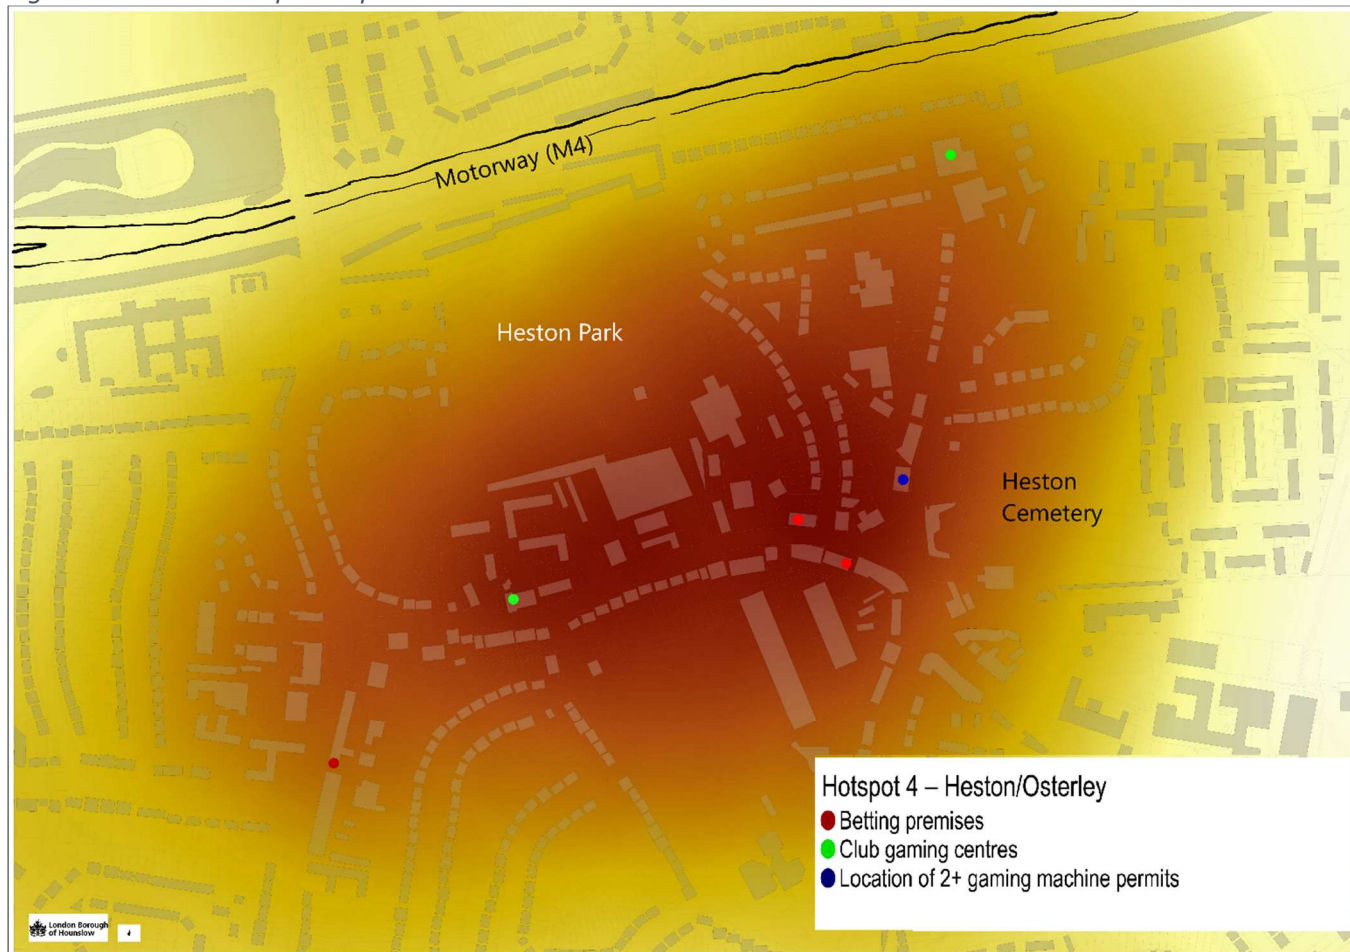 Motorway (M4)
Heston Park
Heston
Cemetery
Hotspot 4 – Heston/Osterley
Betting premises
Club gaming centres
Location of 2+ gaming machine permits
London Borough
of Hounslow